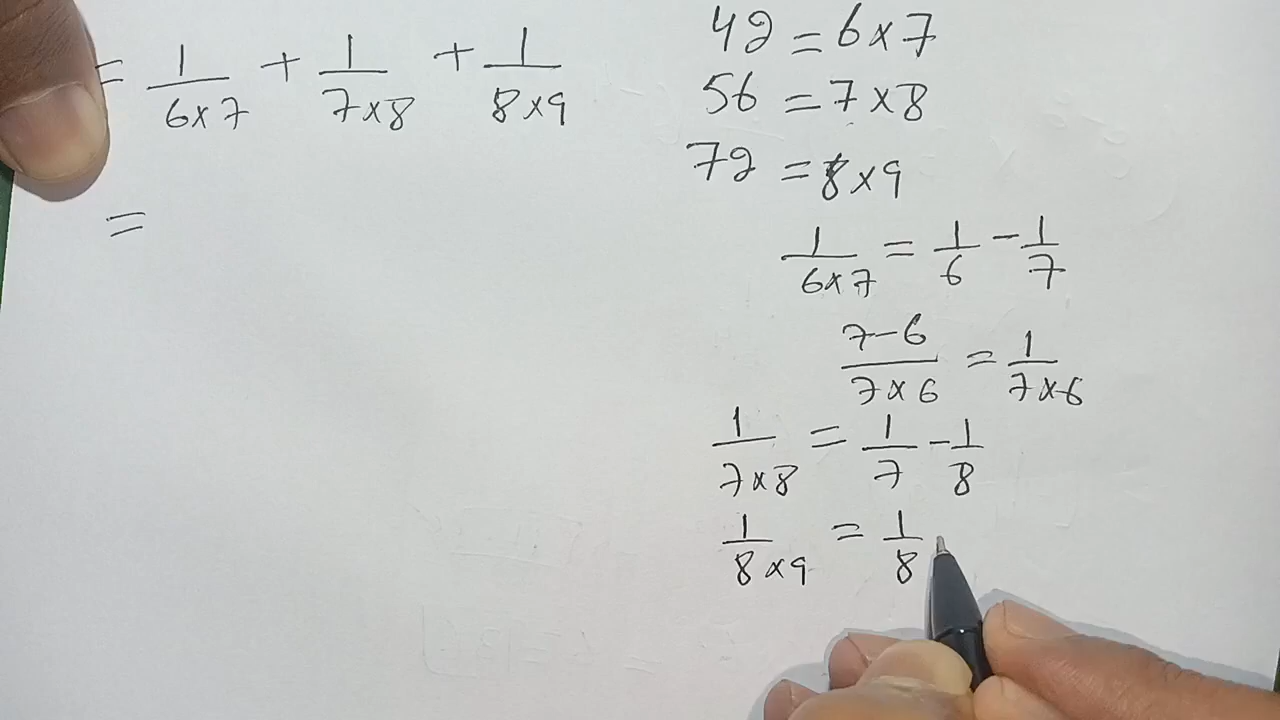 = 1/(6×7) + 1/(7×8) + 1/(8×9)
=
42 = 6×7
56 = 7×8
72 = 8×9
1/(6×7) = 1/6 - 1/7
(7-6)/(7×6) = 1/(7×6)
1/(7×8) = 1/7 - 1/8
1/(8×9) = 1/8